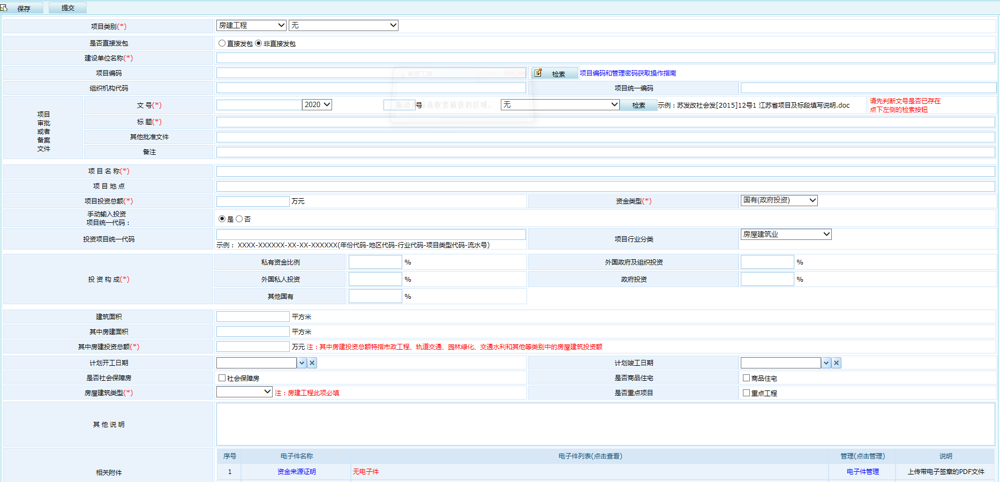 保存 提交
项目类别(*) 房建工程 无
是否直接发包 直接发包 非直接发包
建设单位名称(*)
项目编码 检索 项目编码和管理密码获取操作指南
组织机构代码 项目统一编码
项目
审批
或者
备案
文件
文 号(*) 2020 号 无 检索 示例：苏发改社会发[2015]12号1 江苏省项目及标段填写说明.doc
请先判断文号是否已存在
点下左侧的检索按钮
拖动光标选取要捕获的区域。
标 题(*)
其他批准文件
备注
项 目 名 称(*)
项 目 地 点
项目投资总额(*) 万元 资金类型(*) 国有(政府投资)
手动输入投资
项目统一代码：
是 否
投资项目统一代码 项目行业分类 房屋建筑业
示例： XXXX-XXXXXX-XX-XX-XXXXXX(年份代码-地区代码-行业代码-项目类型代码-流水号)
投 资 构 成(*)
私有资金比例 % 外国政府及组织投资 %
外国私人投资 % 政府投资 %
其他国有 %
建筑面积 平方米
其中房建面积 平方米
其中房建投资总额(*) 万元 注：其中房建投资总额特指市政工程、轨道交通、园林绿化、交通水利和其他等类别中的房屋建筑投资额
计划开工日期 计划竣工日期
是否社会保障房 社会保障房 是否商品住宅 商品住宅
房屋建筑类型(*) 注：房建工程此项必填 是否重点项目 重点工程
其 他 说 明
相关附件
序号 电子件名称 电子件列表(点击查看) 管理(点击管理) 说明
1 资金来源证明 无电子件 电子件管理 上传带电子签章的PDF文件